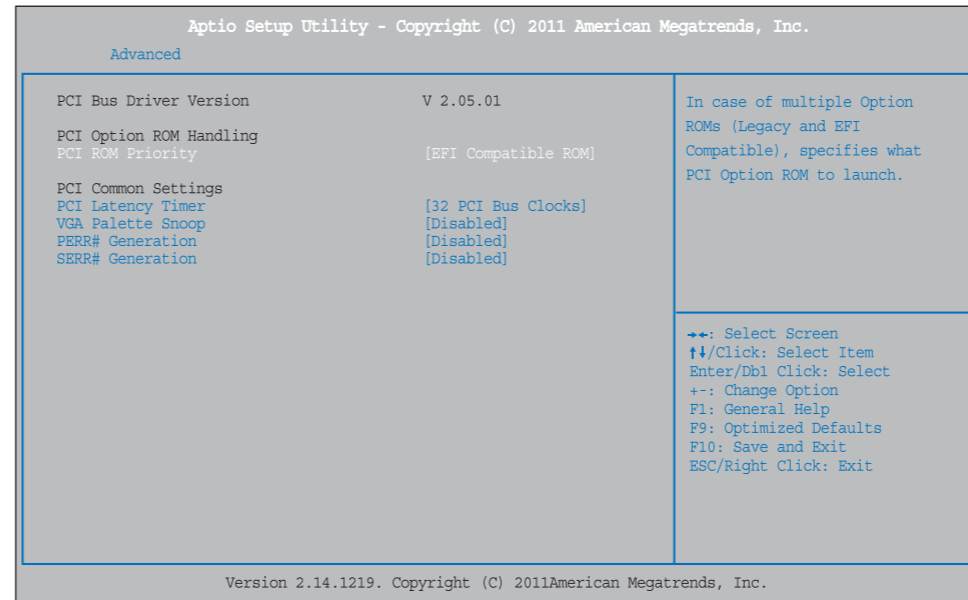 Aptio Setup Utility - Copyright (C) 2011 American Megatrends, Inc.
Advanced
PCI Bus Driver Version V 2.05.01
PCI Option ROM Handling
PCI ROM Priority [EFI Compatible ROM]
PCI Common Settings
PCI Latency Timer [32 PCI Bus Clocks]
VGA Palette Snoop [Disabled]
PERR# Generation [Disabled]
SERR# Generation [Disabled]
In case of multiple Option
ROMs (Legacy and EFI
Compatible), specifies what
PCI Option ROM to launch.
→←: Select Screen
↑↓/Click: Select Item
Enter/Db1 Click: Select
+-: Change Option
F1: General Help
F9: Optimized Defaults
F10: Save and Exit
ESC/Right Click: Exit
Version 2.14.1219. Copyright (C) 2011American Megatrends, Inc.